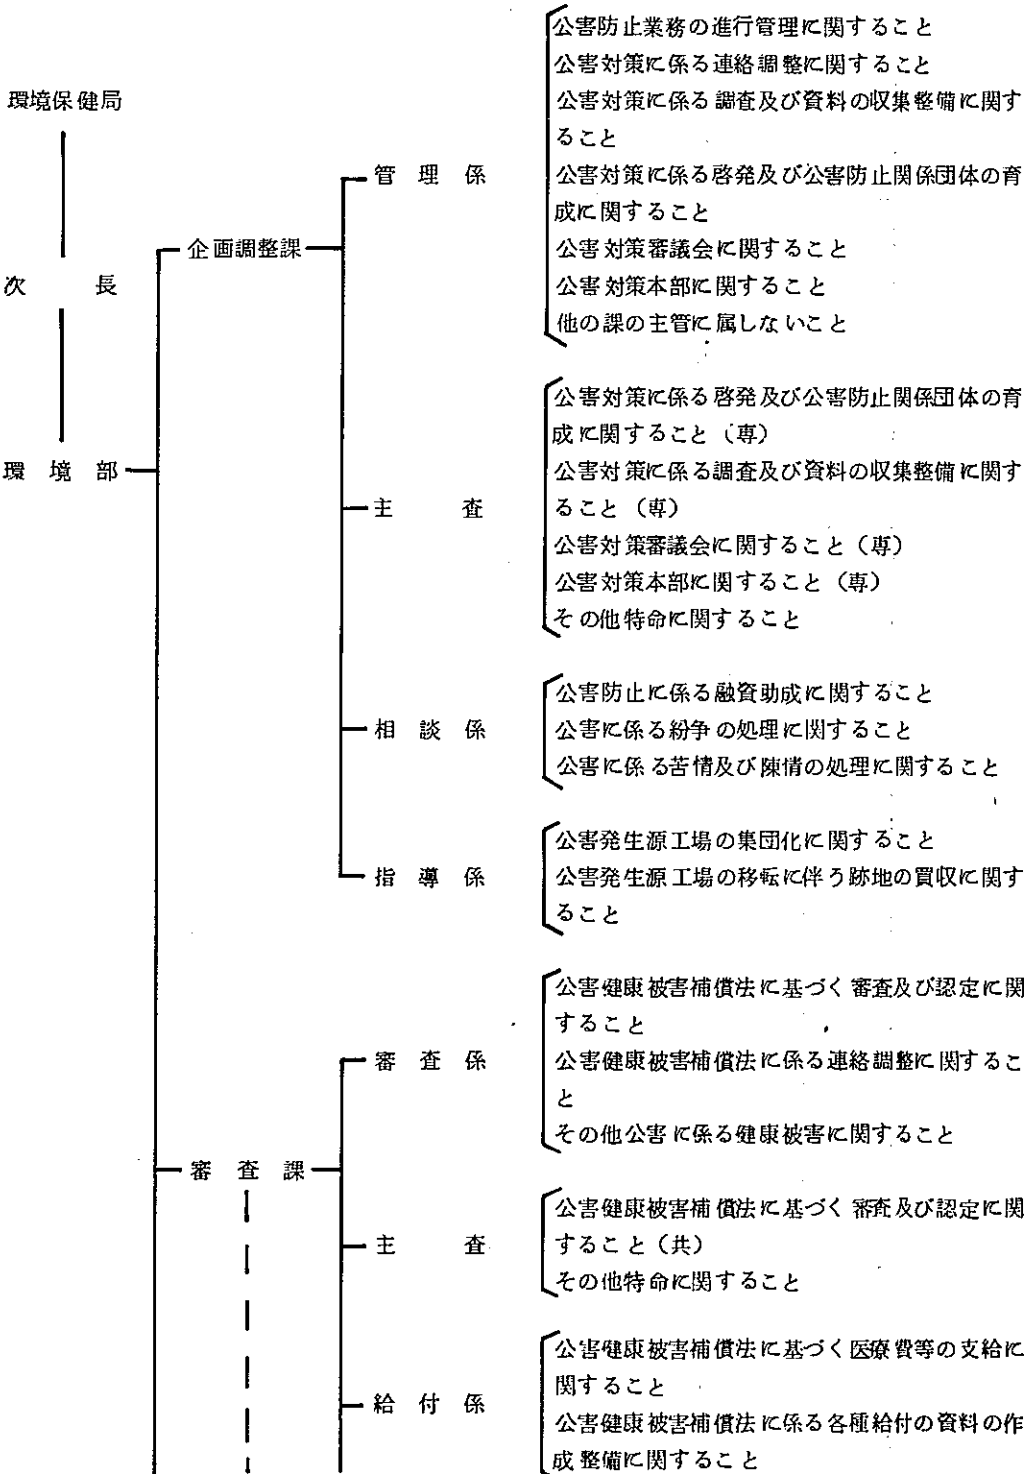 環境保健局
次長
環境部
企画調整課
管理係
公害防止業務の進行管理に関すること
公害対策に係る連絡調整に関すること
公害対策に係る調査及び資料の収集整備に関す
ること
公害対策に係る啓発及び公害防止関係団体の育
成に関すること
公害対策審議会に関すること
公害対策本部に関すること
他の課の主管に属しないこと
主査
公害対策に係る啓発及び公害防止関係団体の育
成に関すること（専）
公害対策に係る調査及び資料の収集整備に関す
ること（専）
公害対策審議会に関すること（専）
公害対策本部に関すること（専）
その他特命に関すること
相談係
公害防止に係る融資助成に関すること
公害に係る紛争の処理に関すること
公害に係る苦情及び陳情の処理に関すること
指導係
公害発生源工場の集団化に関すること
公害発生源工場の移転に伴う跡地の買収に関す
ること
審査課
審査係
公害健康被害補償法に基づく審査及び認定に関
すること
公害健康被害補償法に係る連絡調整に関するこ
と
その他公害に係る健康被害に関すること
主査
公害健康被害補償法に基づく審査及び認定に関
すること（共）
その他特命に関すること
給付係
公害健康被害補償法に基づく医療費等の支給に
関すること
公害健康被害補償法に係る各種給付の資料の作
成整備に関すること